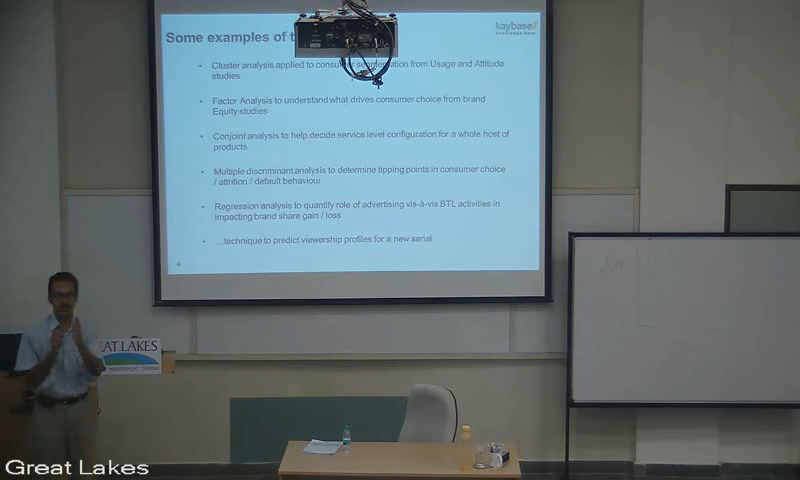 Some examples of t
kaybase
knowledge base
• Cluster analysis applied to consumer segmentation from Usage and Attitude
studies
• Factor Analysis to understand what drives consumer choice from brand
Equity studies
• Conjoint analysis to help decide service level configuration for a whole host of
products
• Multiple discriminant analysis to determine tipping points in consumer choice
/ attrition / default behaviour
• Regression analysis to quantify role of advertising vis-à-vis BTL activities in
impacting brand share gain / loss
• …technique to predict viewership profiles for a new serial
EAT LAKES
Great Lakes